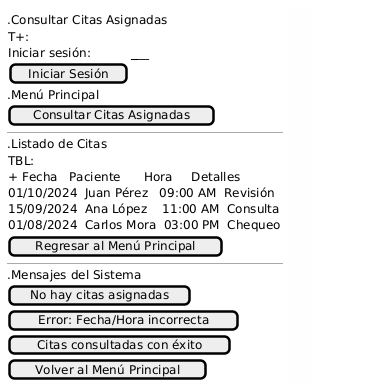 .Consultar Citas Asignadas
T+:
Iniciar sesión: ___
Iniciar Sesión
.Menú Principal
Consultar Citas Asignadas
.Listado de Citas
TBL:
+ Fecha Paciente Hora Detalles
01/10/2024 Juan Pérez 09:00 AM Revisión
15/09/2024 Ana López 11:00 AM Consulta
01/08/2024 Carlos Mora 03:00 PM Chequeo
Regresar al Menú Principal
.Mensajes del Sistema
No hay citas asignadas
Error: Fecha/Hora incorrecta
Citas consultadas con éxito
Volver al Menú Principal